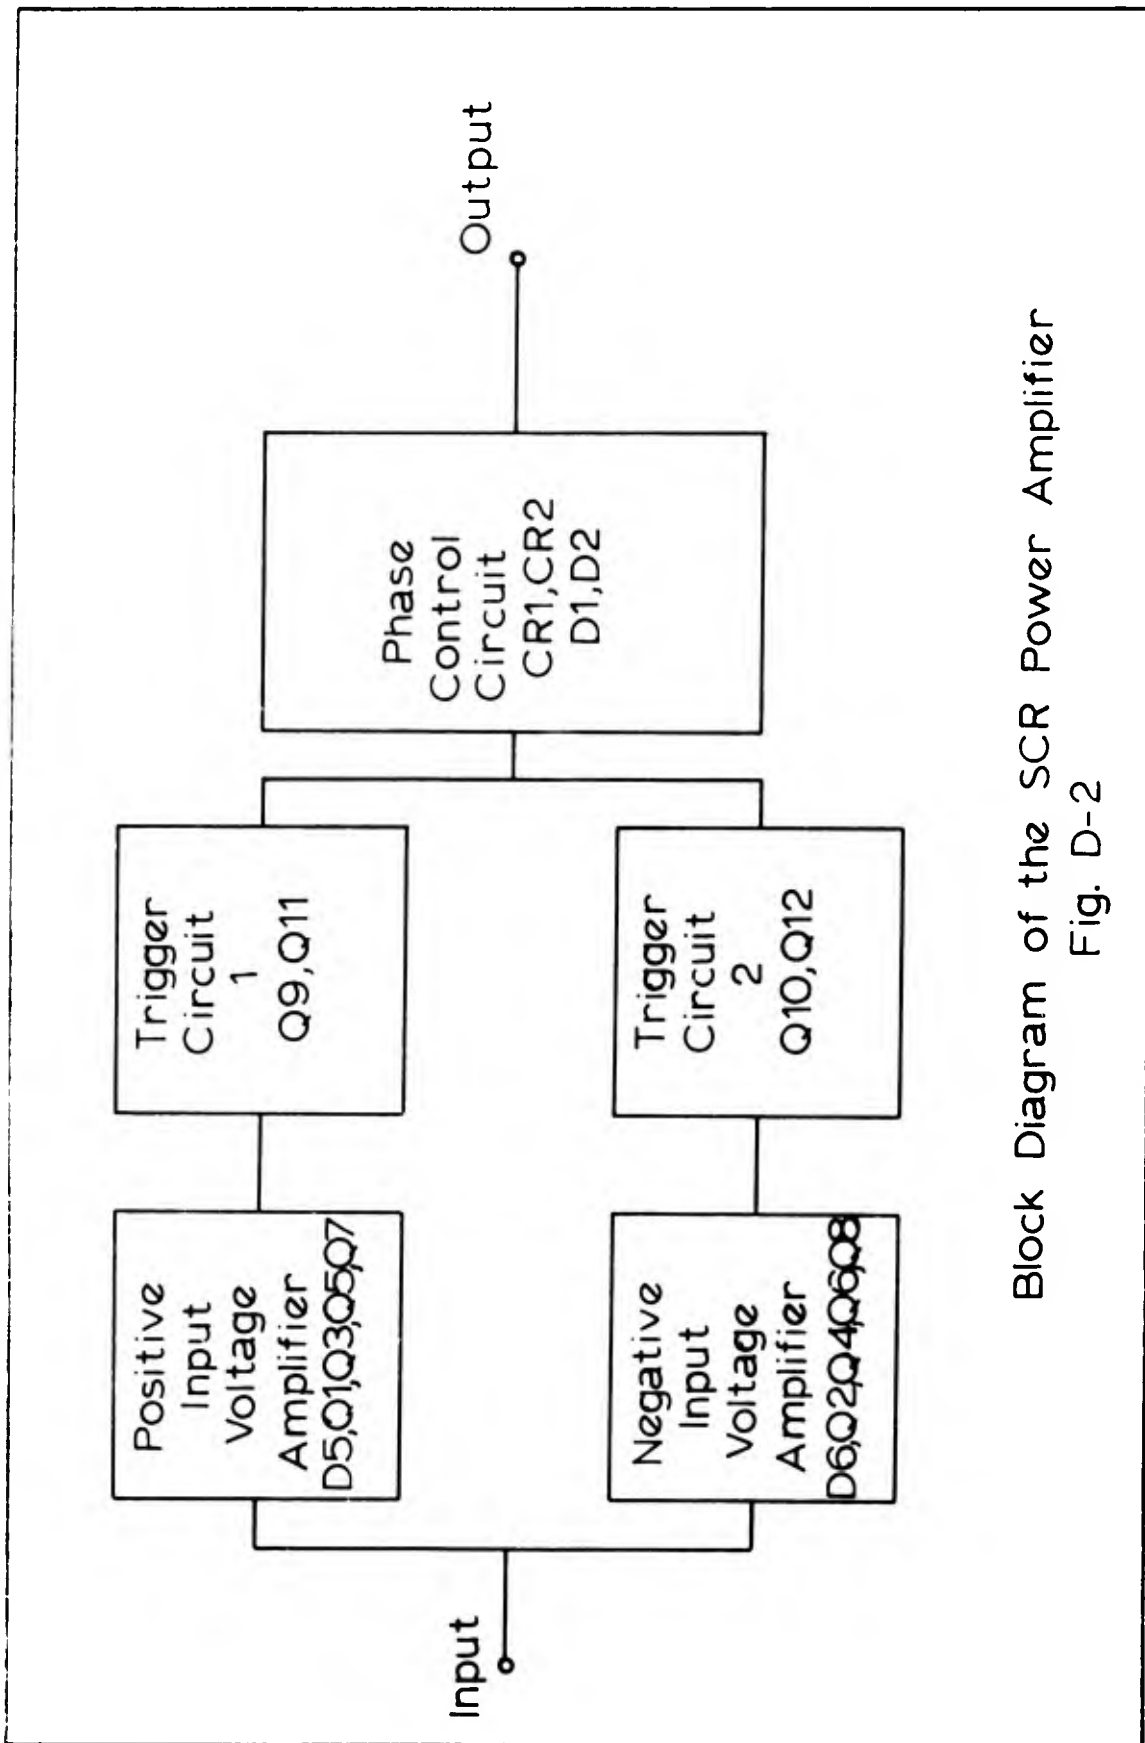 Input
Positive
Input
Voltage
Amplifier
D5,Q1,Q3,Q5,Q7
Negative
Input
Voltage
Amplifier
D6,Q2,Q4,Q6,Q8
Trigger
Circuit
1
Q9,Q11
Trigger
Circuit
2
Q10,Q12
Phase
Control
Circuit
CR1,CR2
D1,D2
Output
Block Diagram of the SCR Power Amplifier
Fig. D-2